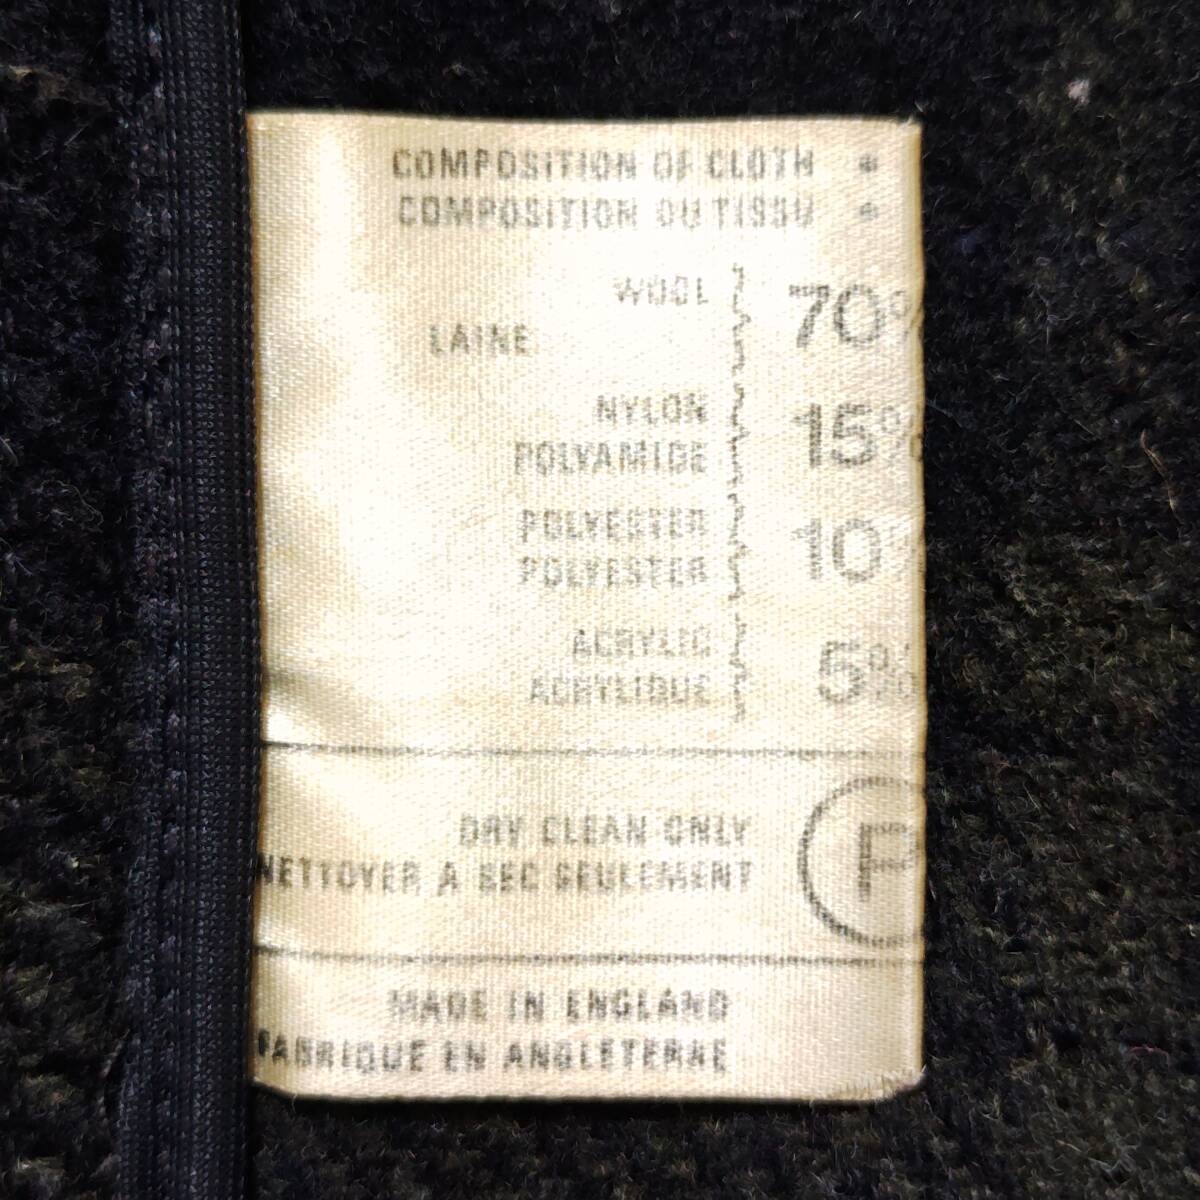 COMPOSITION OF CLOTH :
COMPOSITION DU TISSU :
WOOL 70%
LAINE
NYLON 15%
POLYAMIDE
POLYESTER 10%
POLYESTER
ACRYLIC 5%
ACRYLIQUE
DRY CLEAN ONLY P
NETTOYER A SEC SEULEMENT
MADE IN ENGLAND
FABRIQUE EN ANGLETERRE